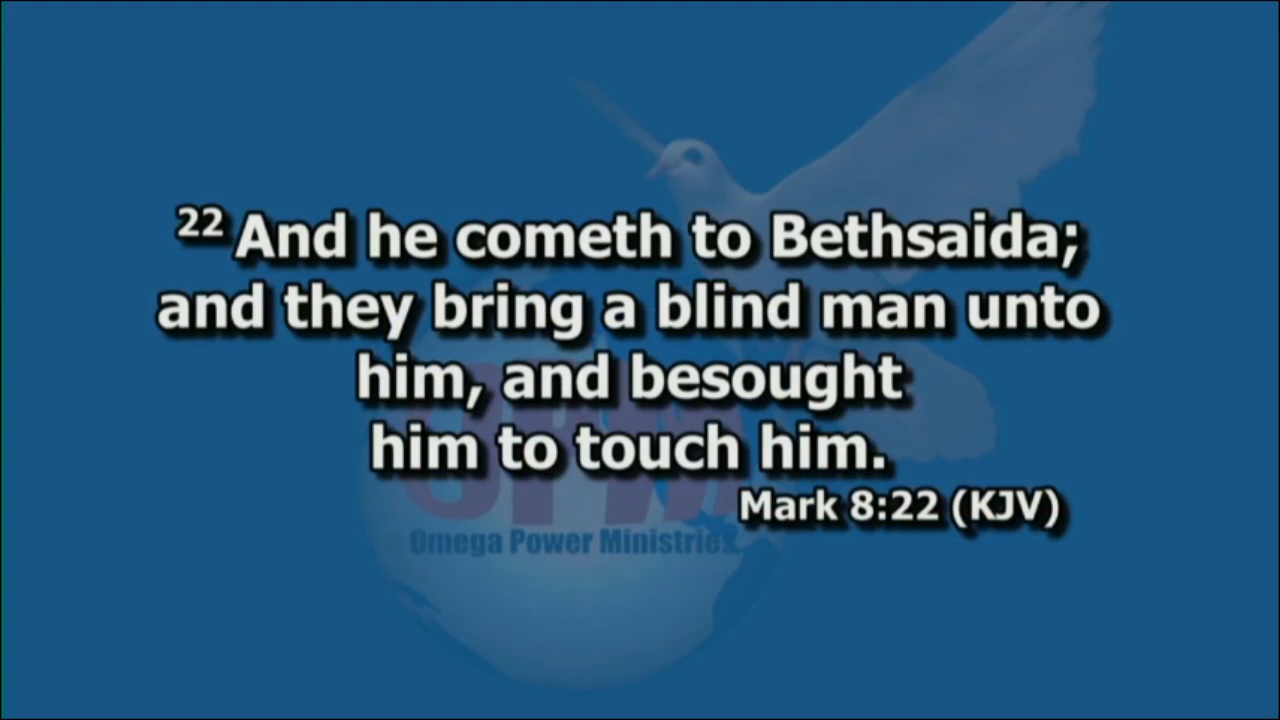 22 And he cometh to Bethsaida;
and they bring a blind man unto
him, and besought
him to touch him.
Mark 8:22 (KJV)
OPM
Omega Power Ministries